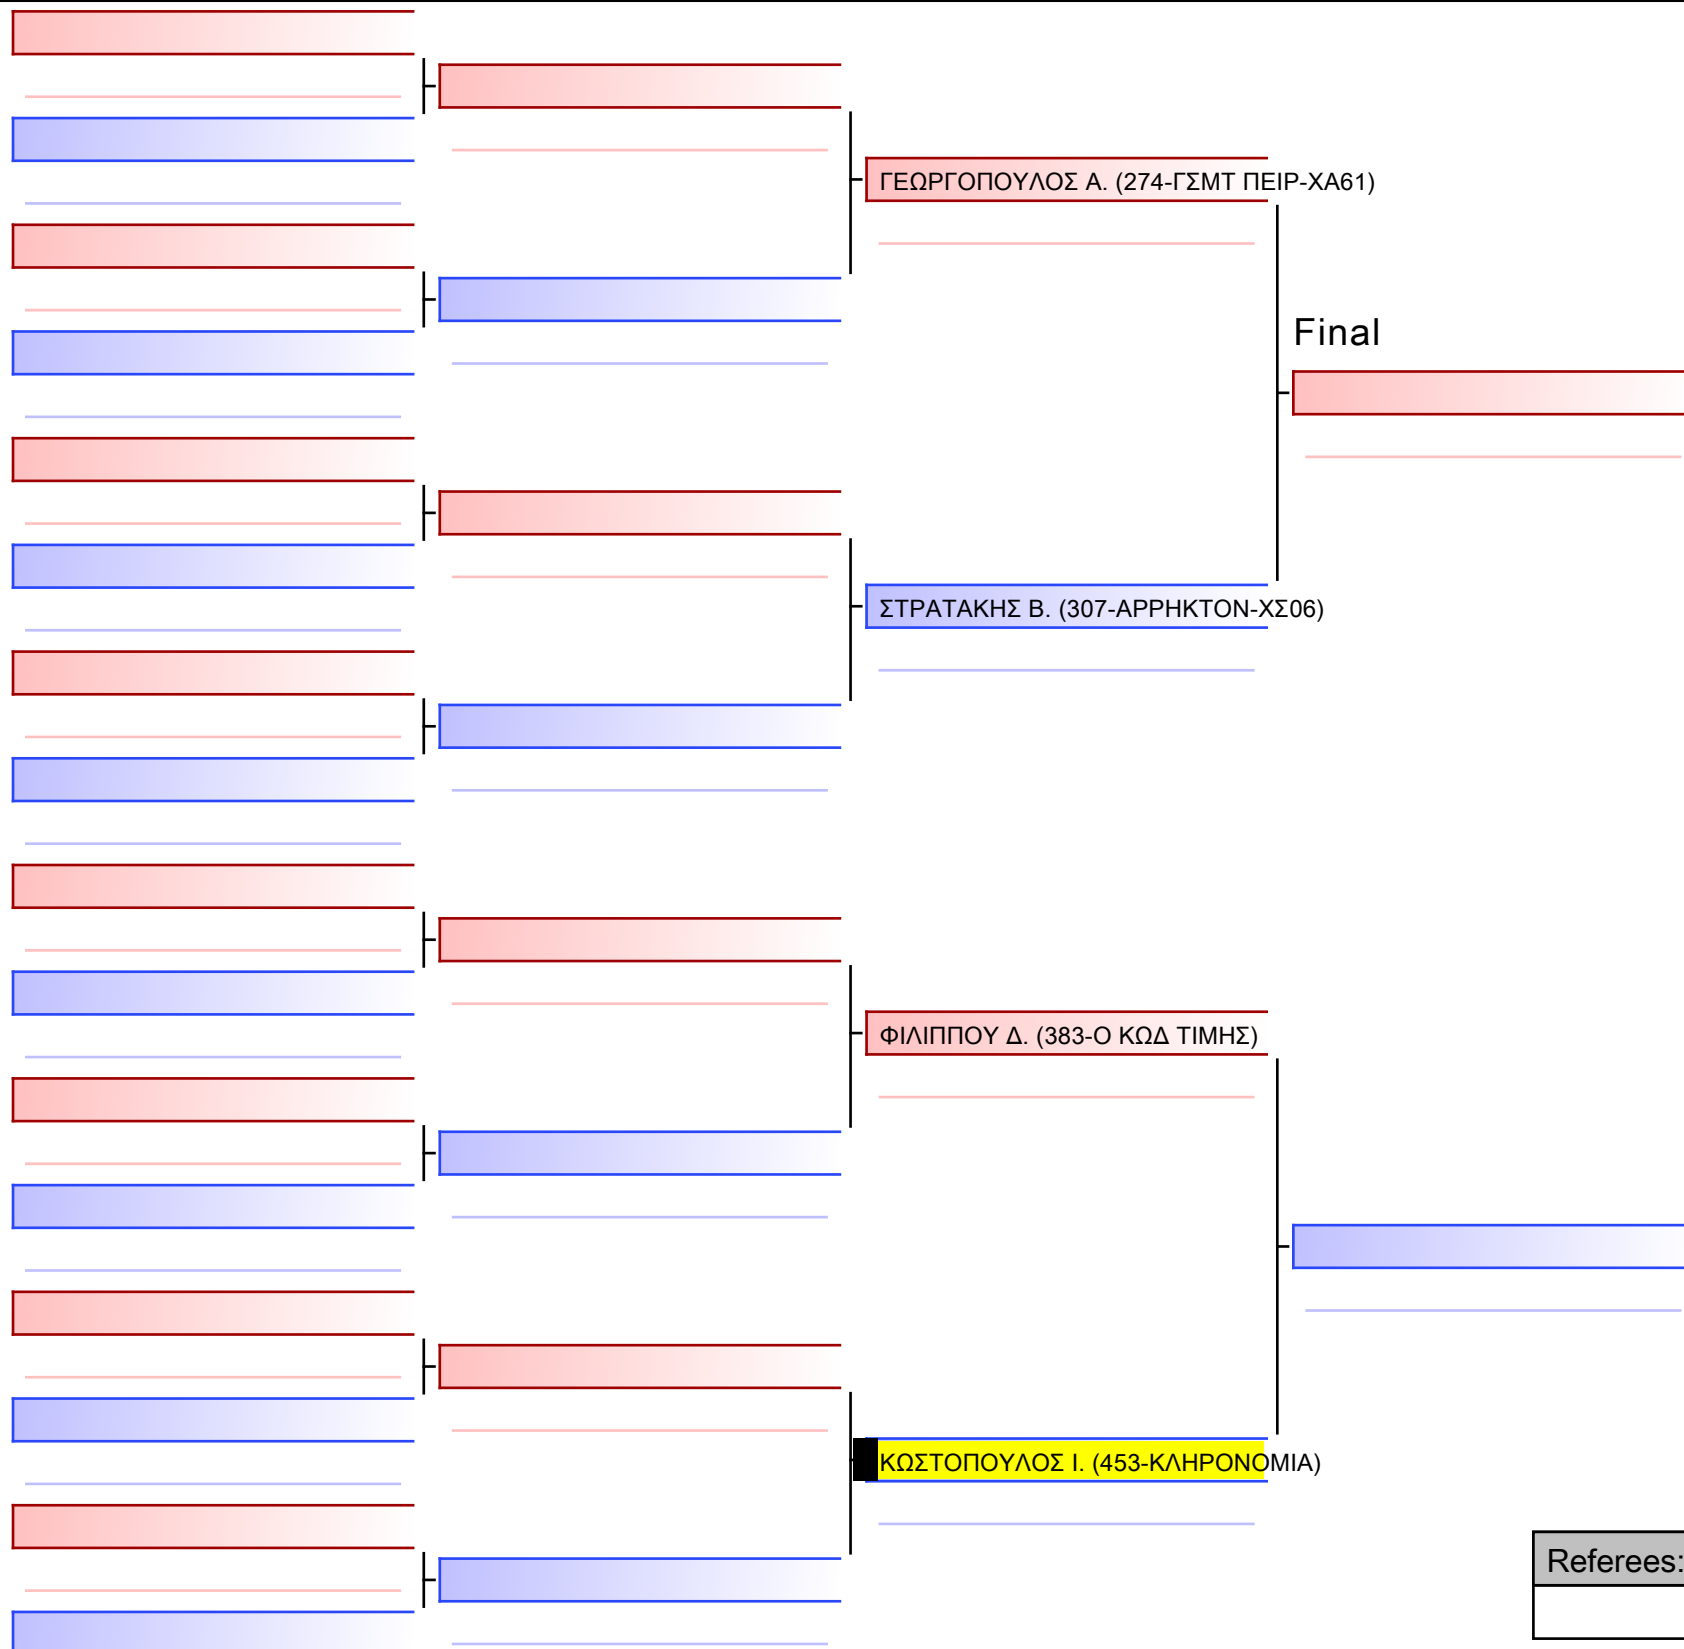 ΓΕΩΡΓΟΠΟΥΛΟΣ Α. (274-ΓΣΜΤ ΠΕΙΡ-ΧΑ61)
Final
ΣΤΡΑΤΑΚΗΣ Β. (307-ΑΡΡΗΚΤΟΝ-ΧΣ06)
ΦΙΛΙΠΠΟΥ Δ. (383-Ο ΚΩΔ ΤΙΜΗΣ)
ΚΩΣΤΟΠΟΥΛΟΣ Ι. (453-ΚΛΗΡΟΝΟΜΙΑ)
Referees: